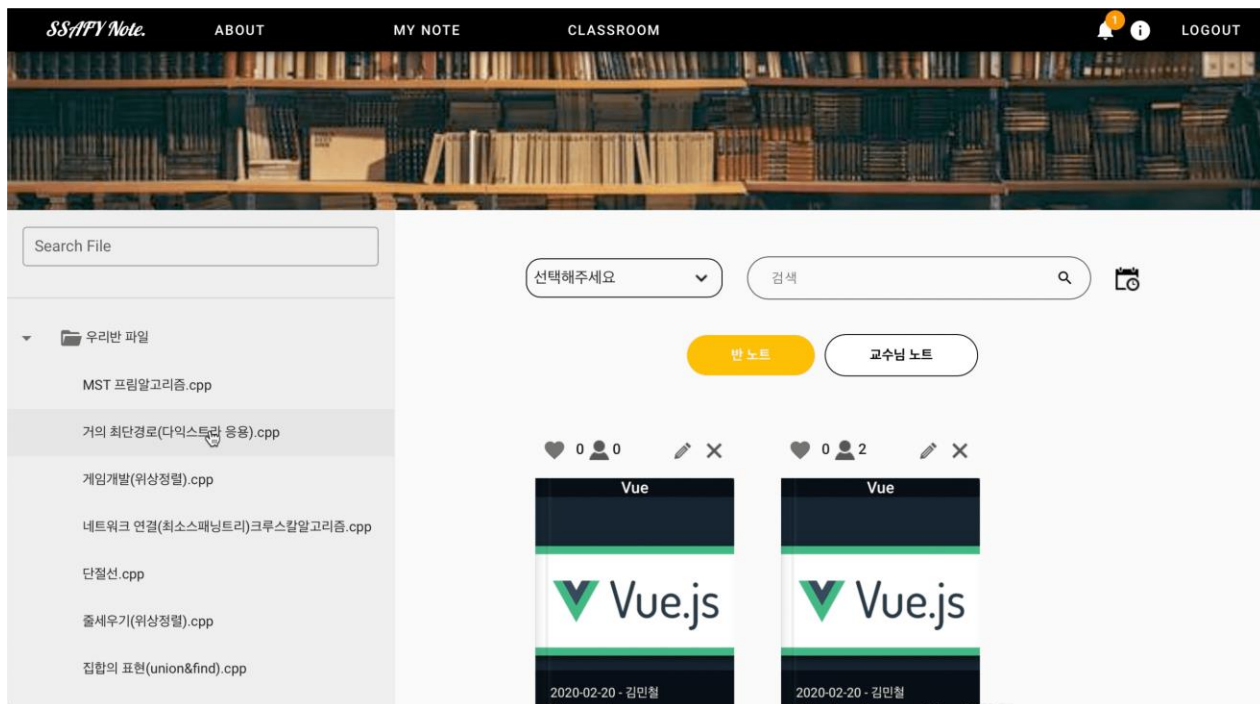 SSAFY Note. ABOUT MY NOTE CLASSROOM 1 LOGOUT
Search File
선택해주세요 검색
우리반 파일
반 노트 교수님 노트
MST 프림알고리즘.cpp
거의 최단경로(다익스트라 응용).cpp
0 0 0 2
게임개발(위상정렬).cpp
Vue Vue
네트워크 연결(최소스패닝트리)크루스칼알고리즘.cpp
단절선.cpp
Vue.js Vue.js
줄세우기(위상정렬).cpp
집합의 표현(union&find).cpp
2020-02-20 - 김민철 2020-02-20 - 김민철